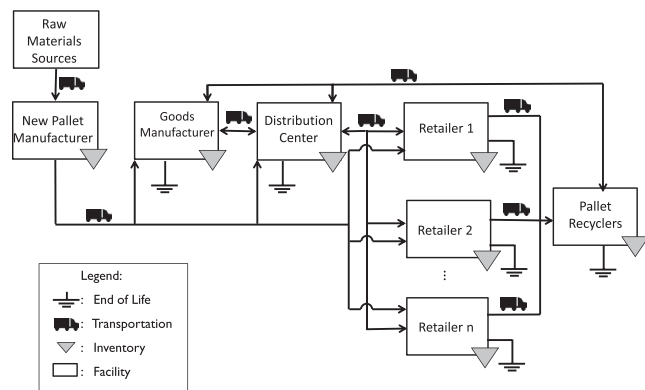 Raw
Materials
Sources
New Pallet
Manufacturer
Goods
Manufacturer
Distribution
Center
Retailer 1
Retailer 2
...
Retailer n
Pallet
Recyclers
Legend:
: End of Life
: Transportation
: Inventory
: Facility